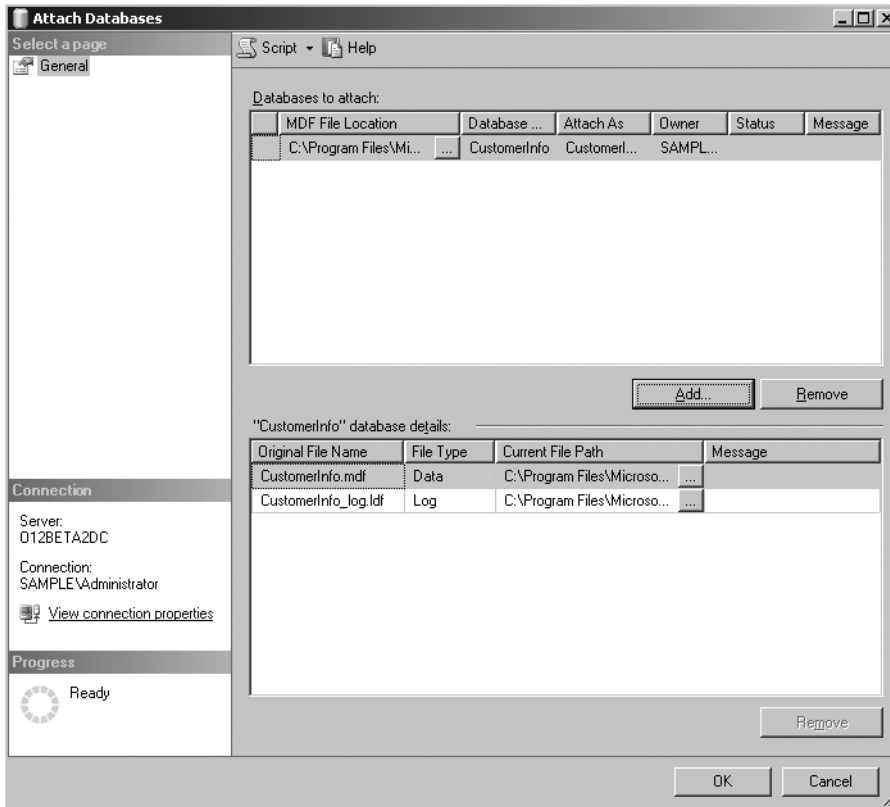 Attach Databases
Select a page
General
Script Help
Databases to attach:
MDF File Location Database ... Attach As Owner Status Message
C:\Program Files\Mi... ... CustomerInfo CustomerI... SAMPL...
Add... Remove
"CustomerInfo" database details:
Original File Name File Type Current File Path Message
CustomerInfo.mdf Data C:\Program Files\Microso... ...
CustomerInfo_log.ldf Log C:\Program Files\Microso... ...
Connection
Server:
O12BETA2DC
Connection:
SAMPLE\Administrator
View connection properties
Progress
Ready
Remove
OK Cancel